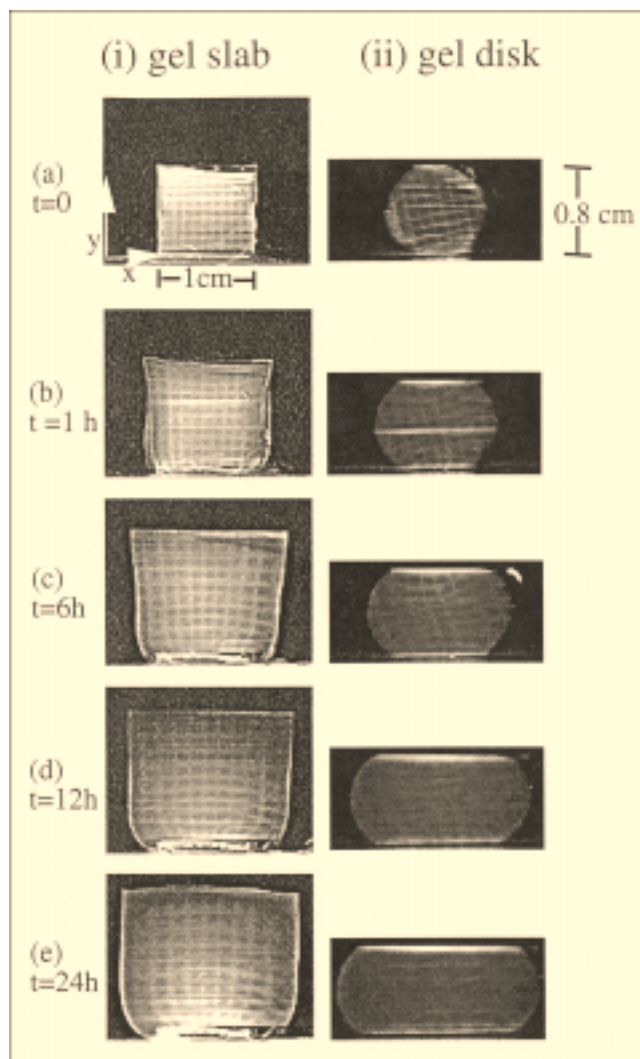 (i) gel slab (ii) gel disk
(a)
t=0
y
x
1cm
0.8 cm
(b)
t =1 h
(c)
t=6h
(d)
t=12h
(e)
t=24h